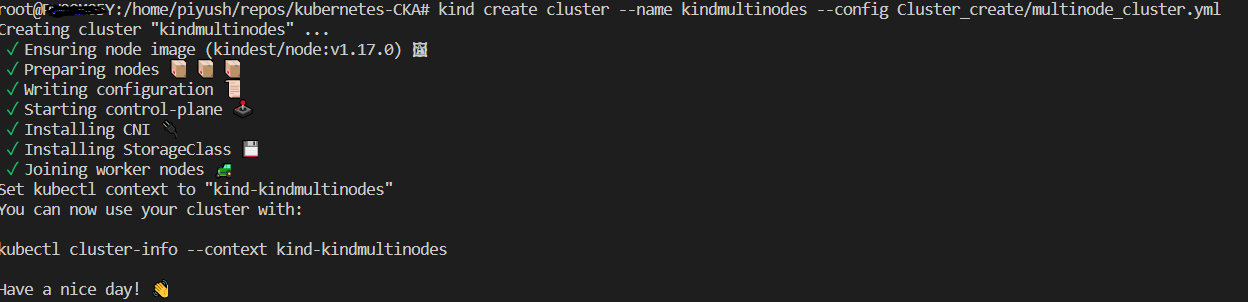 root@:/home/piyush/repos/kubernetes-CKA# kind create cluster --name kindmultinodes --config Cluster_create/multinode_cluster.yml
Creating cluster "kindmultinodes" ...
✓ Ensuring node image (kindest/node:v1.17.0) 🖼
✓ Preparing nodes 📦 📦 📦
✓ Writing configuration 📜
✓ Starting control-plane 🕹️
✓ Installing CNI 🔌
✓ Installing StorageClass 💾
✓ Joining worker nodes 🚜
Set kubectl context to "kind-kindmultinodes"
You can now use your cluster with:
kubectl cluster-info --context kind-kindmultinodes
Have a nice day! 👋